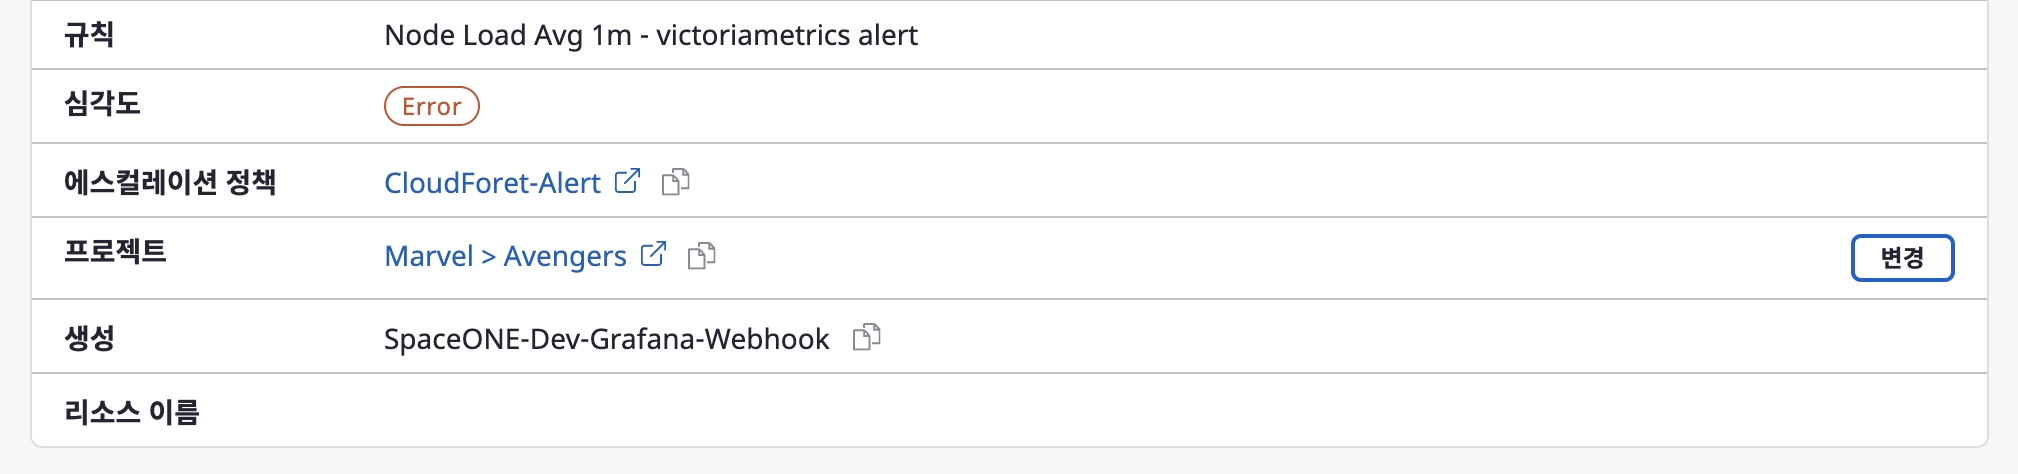 규칙 Node Load Avg 1m - victoriametrics alert
심각도 Error
에스컬레이션 정책 CloudForet-Alert
프로젝트 Marvel > Avengers 변경
생성 SpaceONE-Dev-Grafana-Webhook
리소스 이름